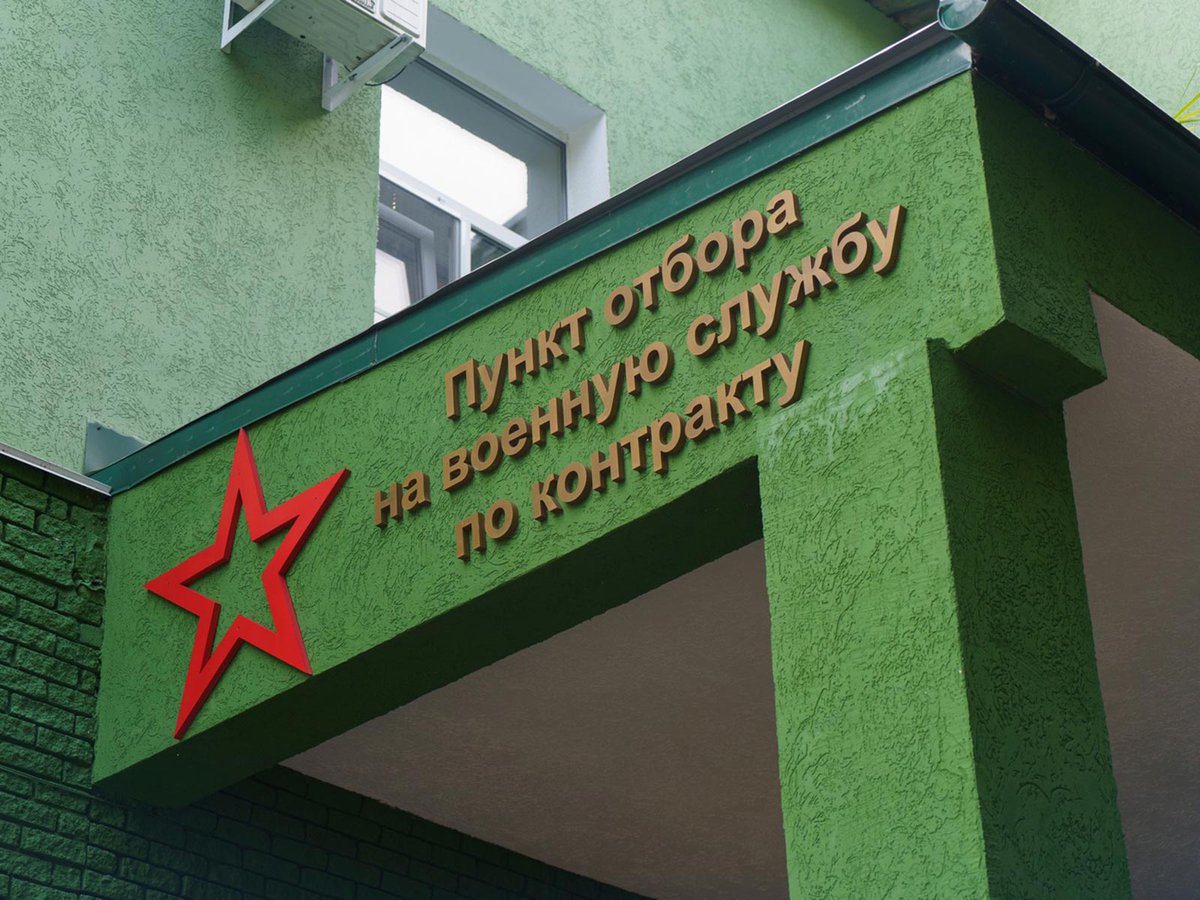 Пункт отбора
на военную службу
по контракту